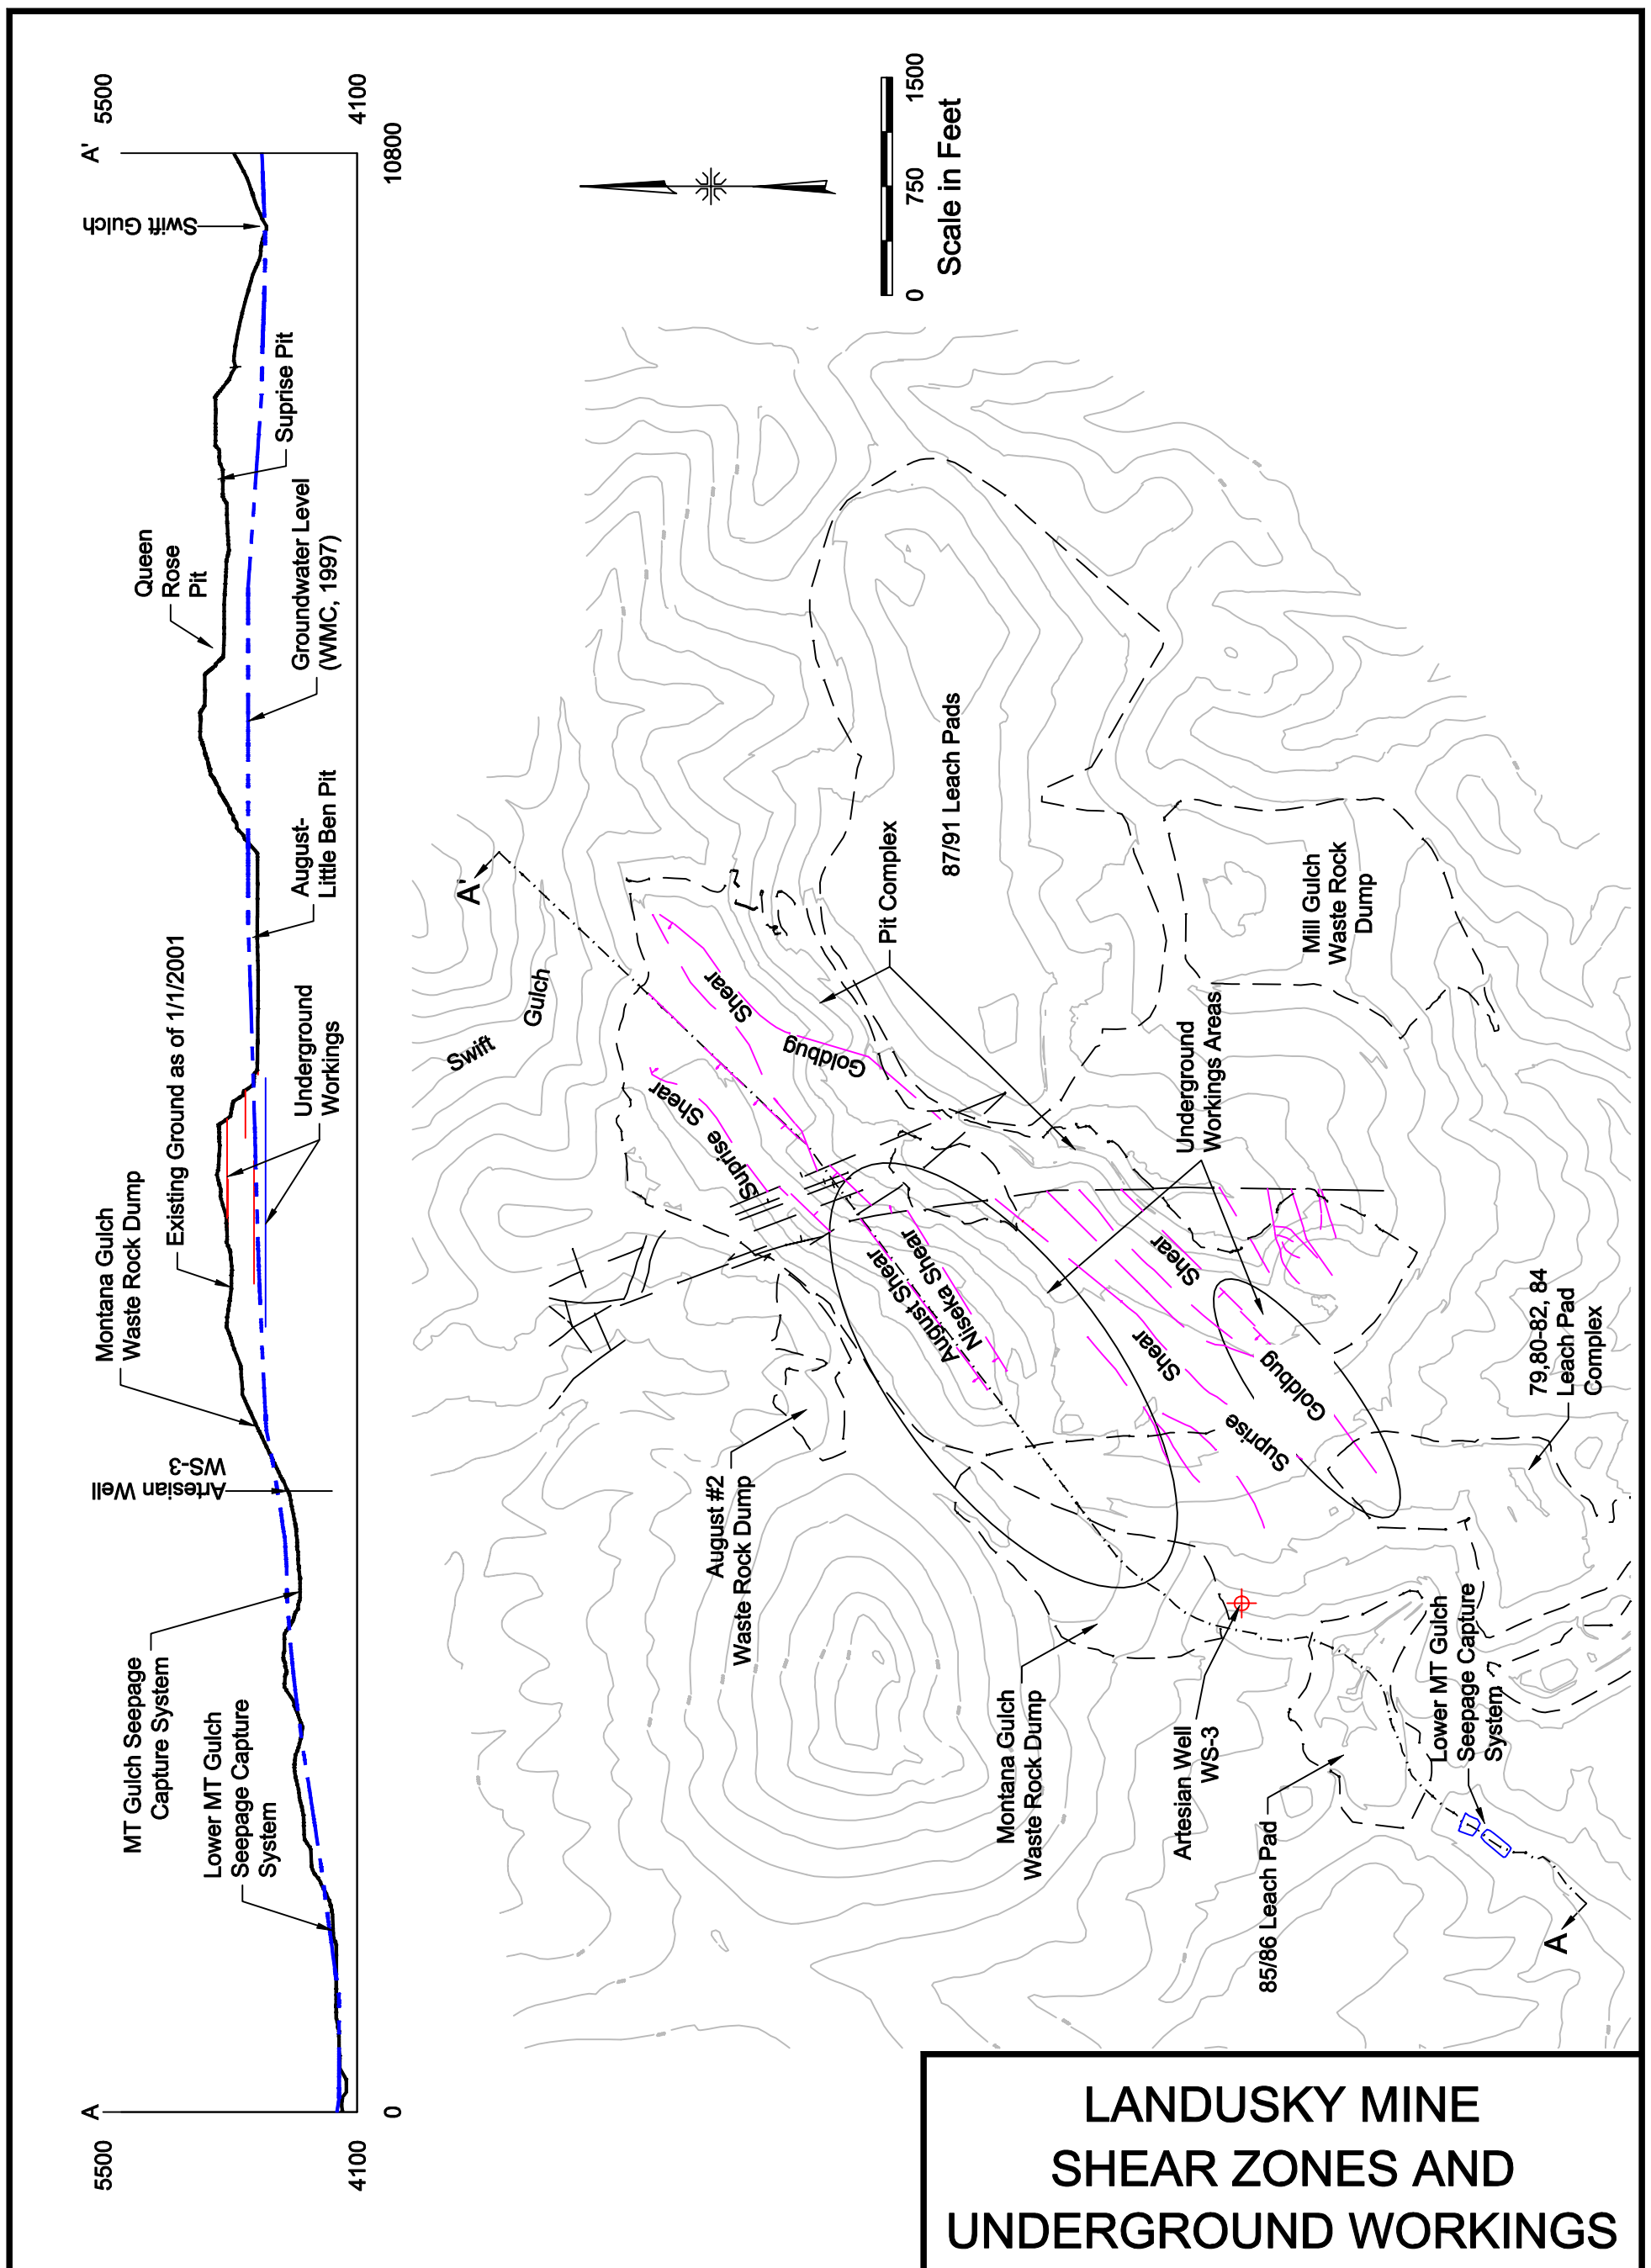 A
A'
5500
4100
5500
4100
0
10800
Lower MT Gulch
Seepage Capture
System
MT Gulch Seepage
Capture System
Artesian Well
WS-3
Montana Gulch
Waste Rock Dump
Existing Ground as of 1/1/2001
Underground
Workings
August-
Little Ben Pit
Groundwater Level
(WMC, 1997)
Queen
Rose
Pit
Suprise Pit
Swift Gulch
0
750
1500
Scale in Feet
A'
Swift
Gulch
Suprise Shear
Shear
Goldbug
Pit Complex
87/91 Leach Pads
August Shear
Niseka Shear
Underground
Workings Areas
Mill Gulch
Waste Rock
Dump
Shear
Shear
Suprise
Goldbug
August #2
Waste Rock Dump
79,80-82, 84
Leach Pad
Complex
Montana Gulch
Waste Rock Dump
Artesian Well
WS-3
85/86 Leach Pad
Lower MT Gulch
Seepage Capture
System
A
LANDUSKY MINE
SHEAR ZONES AND
UNDERGROUND WORKINGS